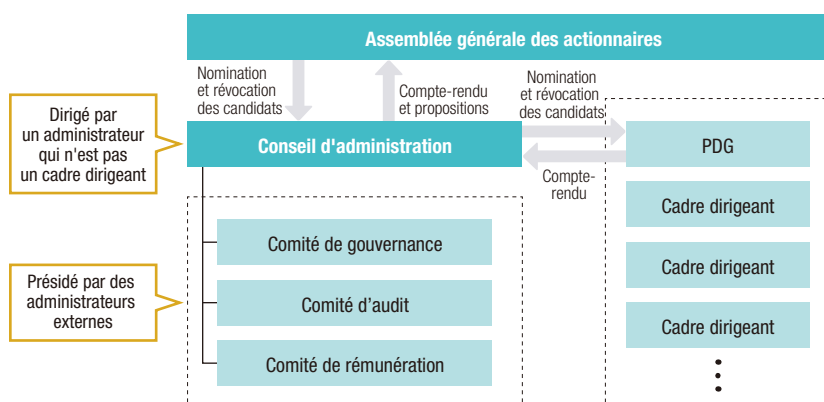 Assemblée générale des actionnaires
Nomination
et révocation
des candidats
Compte-rendu
et propositions
Nomination
et révocation
des candidats
Dirigé par
un administrateur
qui n'est pas
un cadre dirigeant
Conseil d'administration
PDG
Compte-
rendu
Cadre dirigeant
Comité de gouvernance
Cadre dirigeant
Présidé par des
administrateurs
externes
Comité d’audit
Cadre dirigeant
Comité de rémunération